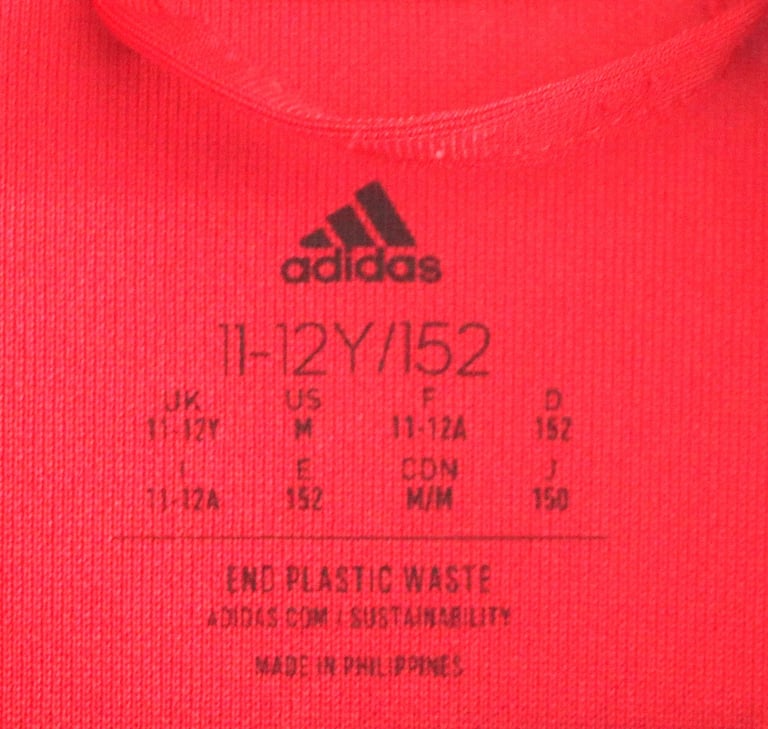 adidas
11-12Y/152
UK US F D
11-12Y M 11-12A 152
I E CDN J
11-12A 152 M/M 150
END PLASTIC WASTE
ADIDAS.COM / SUSTAINABILITY
MADE IN PHILIPPINES